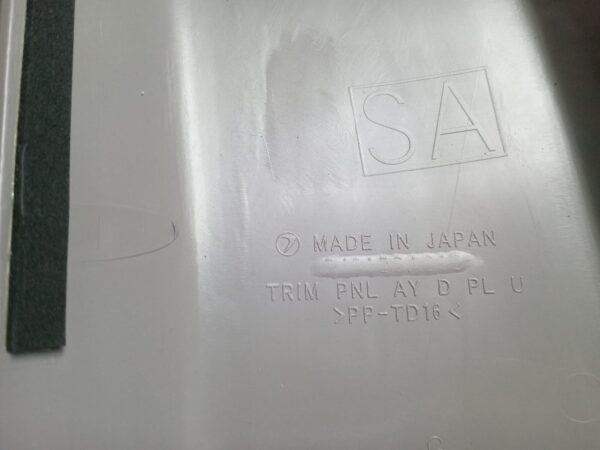 SA
MADE IN JAPAN
TRIM PNL AY D PL U
>PP-TD16<